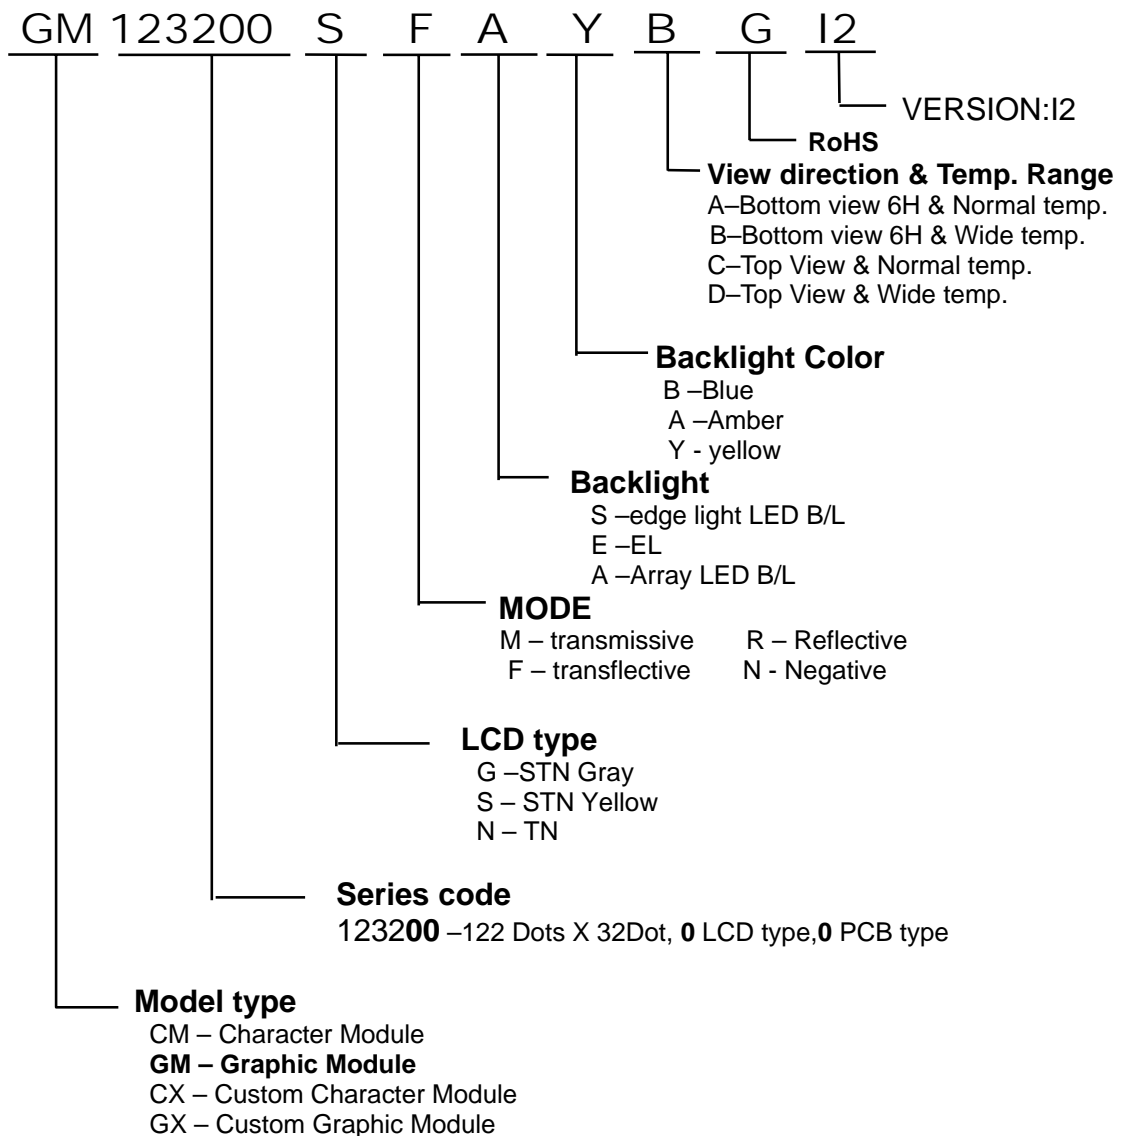 GM 123200 S F A Y B G I2
VERSION:I2
RoHS
View direction & Temp. Range
A–Bottom view 6H & Normal temp.
B–Bottom view 6H & Wide temp.
C–Top View & Normal temp.
D–Top View & Wide temp.
Backlight Color
B –Blue
A –Amber
Y - yellow
Backlight
S –edge light LED B/L
E –EL
A –Array LED B/L
MODE
M – transmissive R – Reflective
F – transflective N - Negative
LCD type
G –STN Gray
S – STN Yellow
N – TN
Series code
123200 –122 Dots X 32Dot, 0 LCD type,0 PCB type
Model type
CM – Character Module
GM – Graphic Module
CX – Custom Character Module
GX – Custom Graphic Module